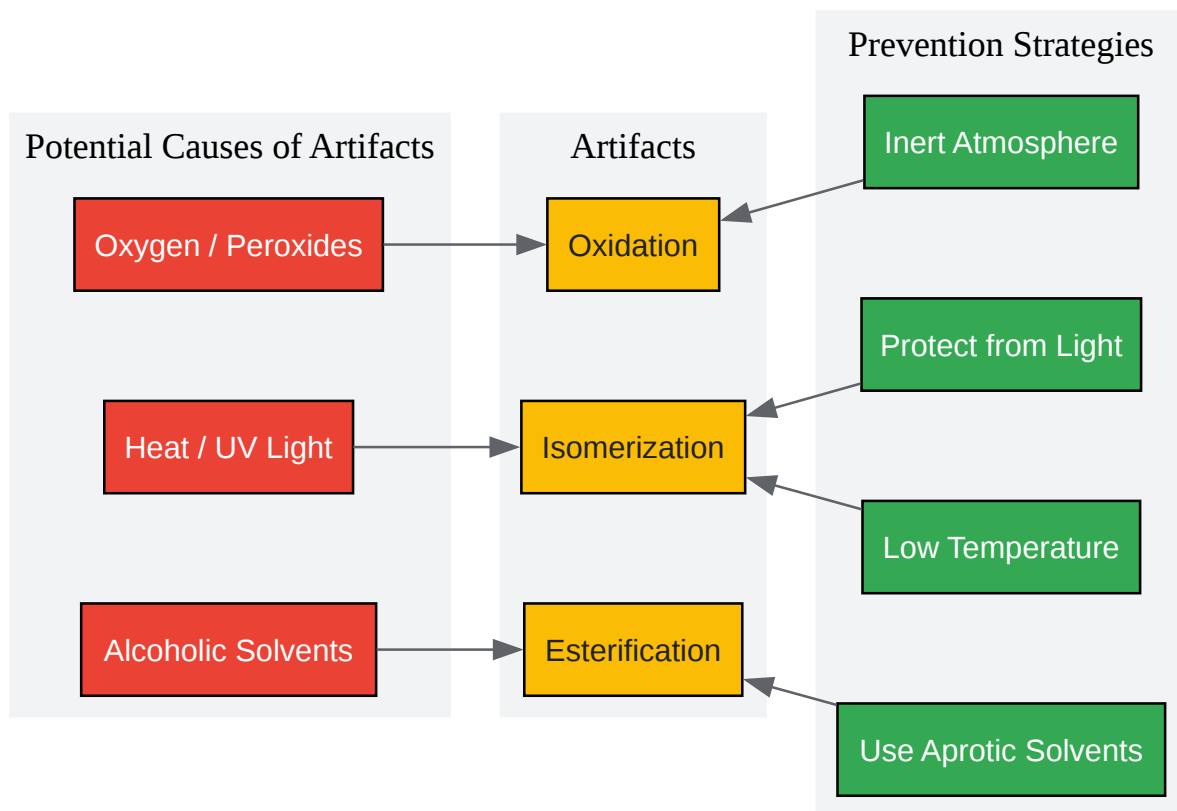 Prevention Strategies
Potential Causes of Artifacts
Artifacts
Inert Atmosphere
Oxygen / Peroxides
Oxidation
Protect from Light
Heat / UV Light
Isomerization
Low Temperature
Alcoholic Solvents
Esterification
Use Aprotic Solvents